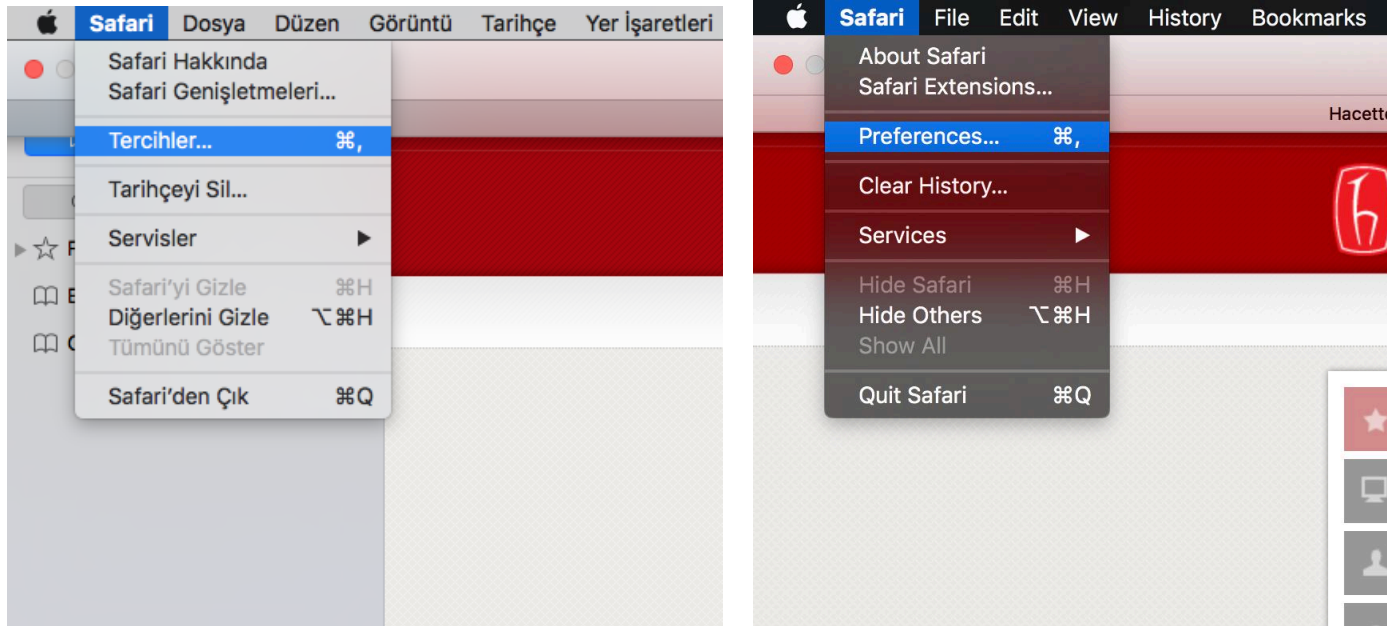 Safari Dosya Düzen Görüntü Tarihçe Yer İşaretleri
Safari Hakkında
Safari Genişletmeleri...
Tercihler... ⌘,
Tarihçeyi Sil...
Servisler ▶
Safari'yi Gizle ⌘H
Diğerlerini Gizle ⌥⌘H
Tümünü Göster
Safari'den Çık ⌘Q
Safari File Edit View History Bookmarks
About Safari
Safari Extensions...
Preferences... ⌘,
Clear History...
Services ▶
Hide Safari ⌘H
Hide Others ⌥⌘H
Show All
Quit Safari ⌘Q
Hacett